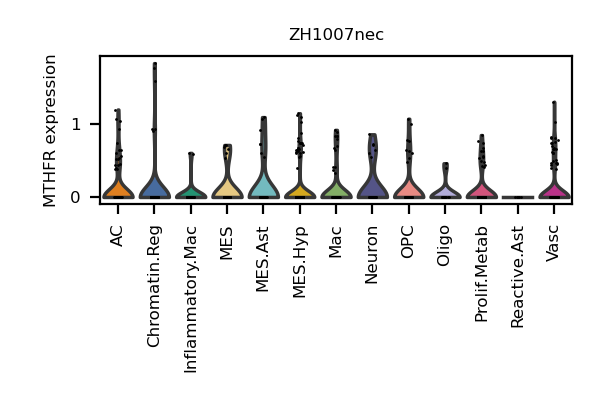 ZH1007nec
MTHFR expression
1
0
AC
Chromatin.Reg
Inflammatory.Mac
MES
MES.Ast
MES.Hyp
Mac
Neuron
OPC
Oligo
Prolif.Metab
Reactive.Ast
Vasc